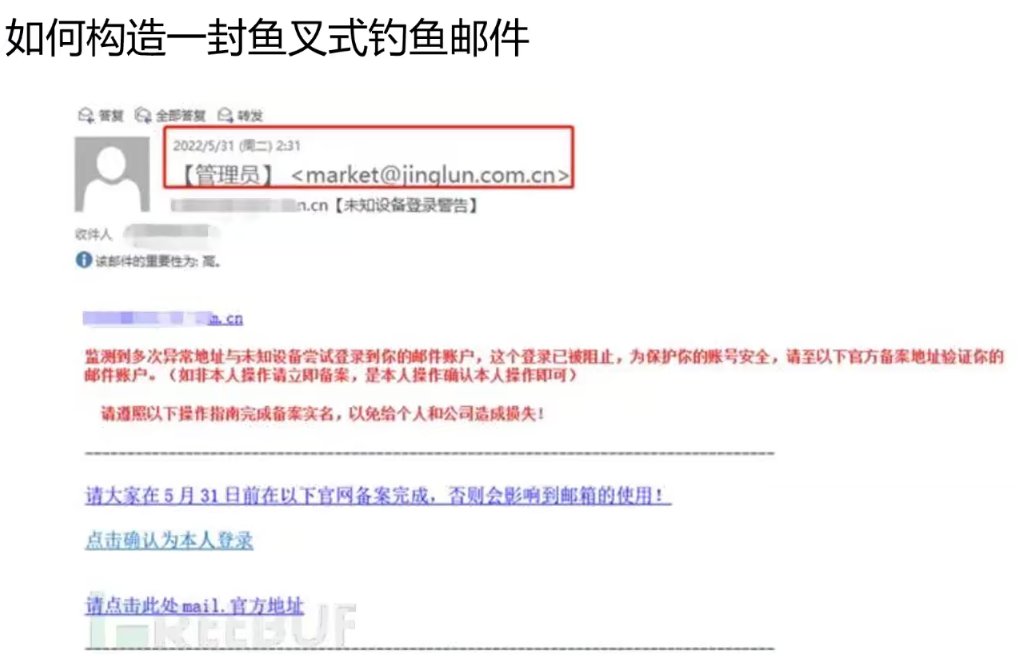 如何构造一封鱼叉式钓鱼邮件
答复 全部答复 转发
2022/5/31 (周二) 2:31
【管理员】 <market@jinglun.com.cn>
n.cn【未知设备登录警告】
收件人
该邮件的重要性为: 高。
m.cn
监测到多次异常地址与未知设备尝试登录到你的邮件账户，这个登录已被阻止，为保护你的账号安全，请至以下官方备案地址验证你的
邮件账户。（如非本人操作请立即备案，是本人操作确认本人操作即可）
请遵照以下操作指南完成备案实名，以免给个人和公司造成损失！
请大家在 5 月 31 日前在以下官网备案完成，否则会影响到邮箱的使用！
点击确认为本人登录
请点击此处mail.官方地址
FREEBUF